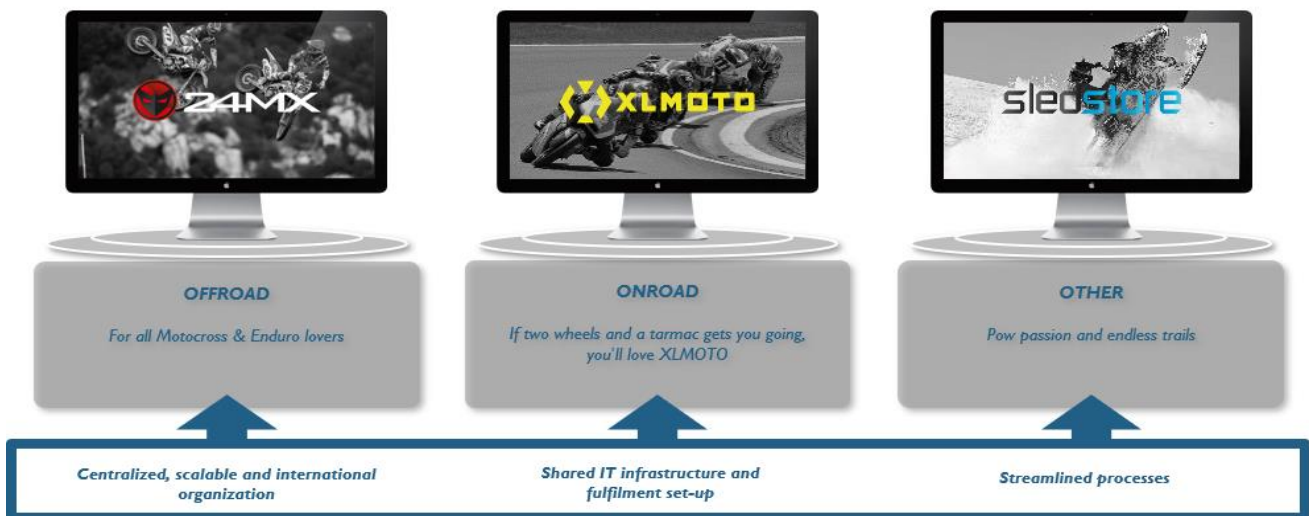 24MX
XLMOTO
sledstore
OFFROAD
For all Motocross & Enduro lovers
ONROAD
If two wheels and a tarmac gets you going,
you'll love XLMOTO
OTHER
Pow passion and endless trails
Centralized, scalable and international
organization
Shared IT infrastructure and
fulfilment set-up
Streamlined processes